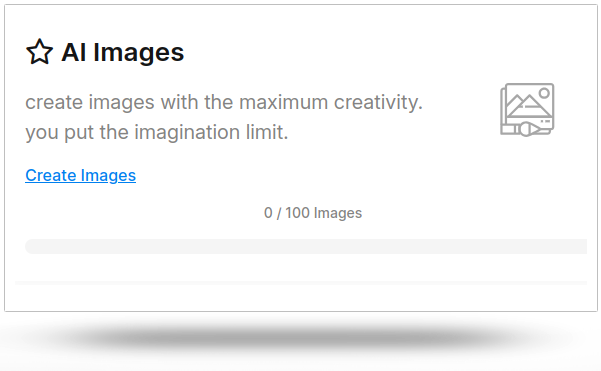 AI Images
create images with the maximum creativity.
you put the imagination limit.
Create Images
0 / 100 Images